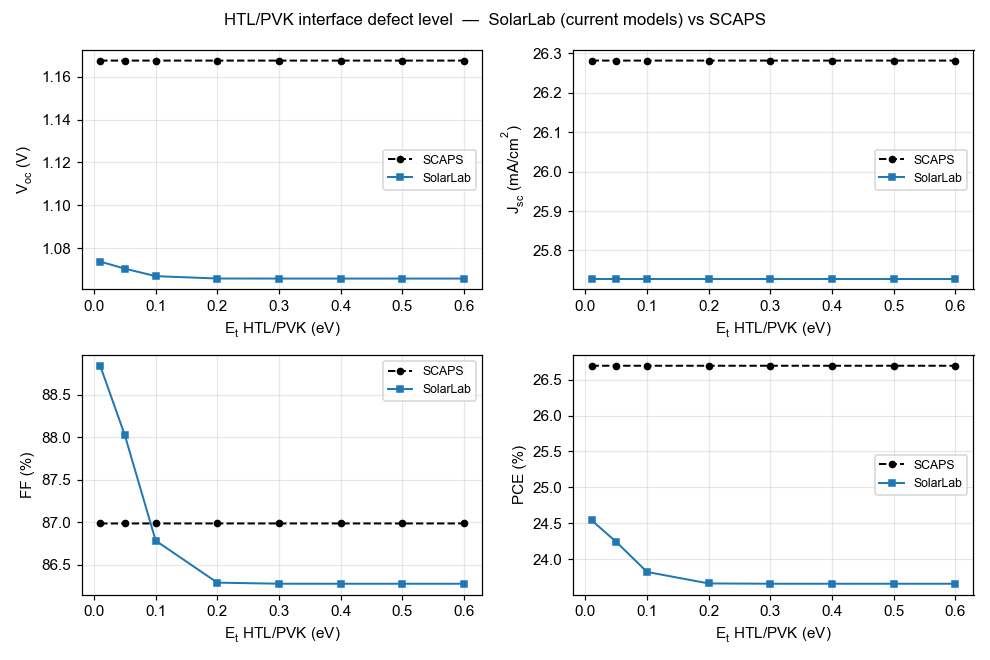 HTL/PVK interface defect level — SolarLab (current models) vs SCAPS
V_oc (V)
1.16
1.14
1.12
1.10
1.08
SCAPS
SolarLab
0.0 0.1 0.2 0.3 0.4 0.5 0.6
E_t HTL/PVK (eV)
J_sc (mA/cm^2)
26.3
26.2
26.1
26.0
25.9
25.8
SCAPS
SolarLab
0.0 0.1 0.2 0.3 0.4 0.5 0.6
E_t HTL/PVK (eV)
FF (%)
88.5
88.0
87.5
87.0
86.5
SCAPS
SolarLab
0.0 0.1 0.2 0.3 0.4 0.5 0.6
E_t HTL/PVK (eV)
PCE (%)
26.5
26.0
25.5
25.0
24.5
24.0
SCAPS
SolarLab
0.0 0.1 0.2 0.3 0.4 0.5 0.6
E_t HTL/PVK (eV)